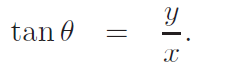 tan θ = y/x.